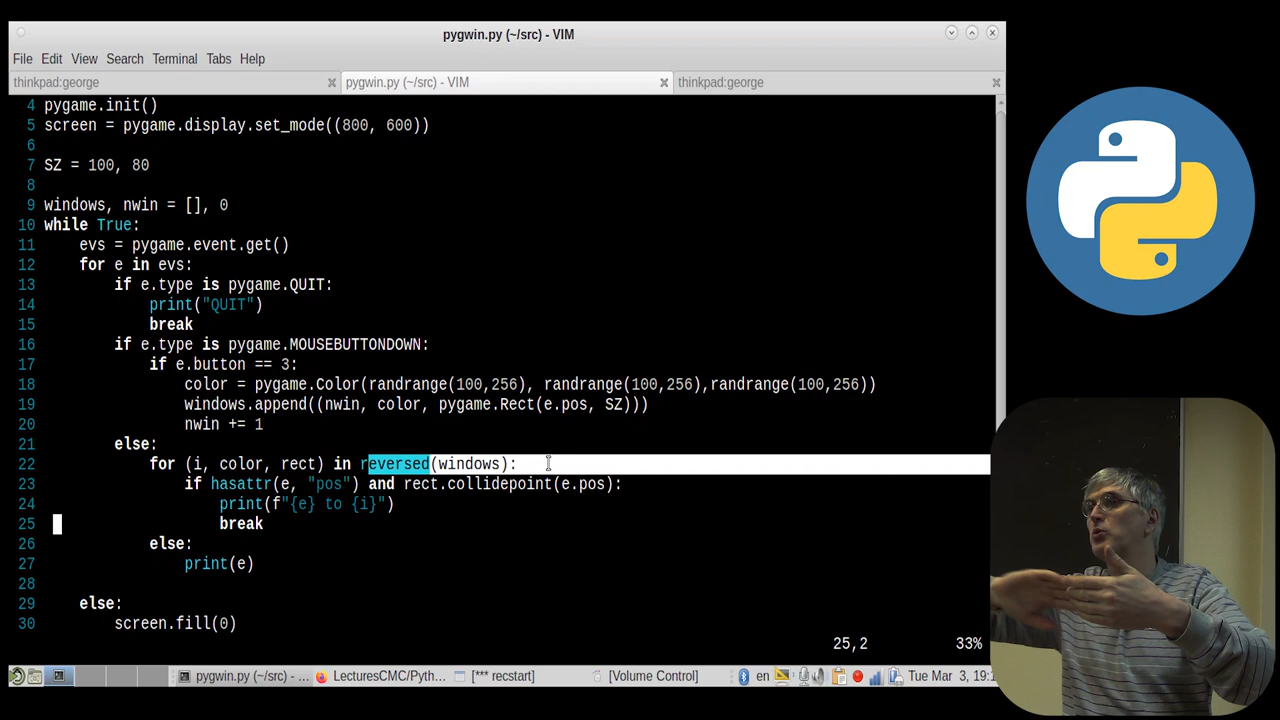 pygwin.py (~/src) - VIM
File Edit View Search Terminal Tabs Help
thinkpad:george pygwin.py (~/src) - VIM thinkpad:george
4 pygame.init()
5 screen = pygame.display.set_mode((800, 600))
6
7 SZ = 100, 80
8
9 windows, nwin = [], 0
10 while True:
11 evs = pygame.event.get()
12 for e in evs:
13 if e.type is pygame.QUIT:
14 print("QUIT")
15 break
16 if e.type is pygame.MOUSEBUTTONDOWN:
17 if e.button == 3:
18 color = pygame.Color(randrange(100,256), randrange(100,256),randrange(100,256))
19 windows.append((nwin, color, pygame.Rect(e.pos, SZ)))
20 nwin += 1
21 else:
22 for (i, color, rect) in reversed(windows):
23 if hasattr(e, "pos") and rect.collidepoint(e.pos):
24 print(f"{e} to {i}")
25 break
26 else:
27 print(e)
28
29 else:
30 screen.fill(0)
25,2 33%
pygwin.py (~/src) - ... LecturesCMC/Pyth... [*** recstart] [Volume Control] en Tue Mar 3, 19:1